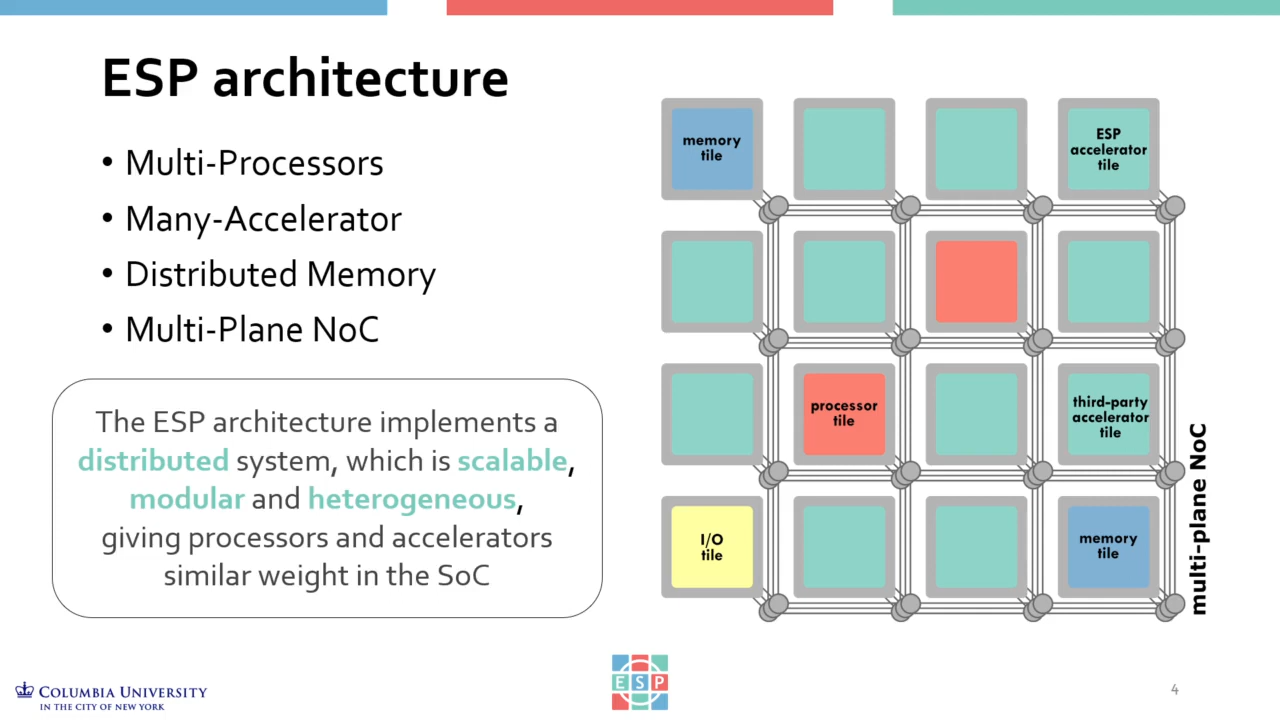 ESP architecture
• Multi-Processors
• Many-Accelerator
• Distributed Memory
• Multi-Plane NoC
The ESP architecture implements a
distributed system, which is scalable,
modular and heterogeneous,
giving processors and accelerators
similar weight in the SoC
memory
tile
ESP
accelerator
tile
processor
tile
third-party
accelerator
tile
I/O
tile
memory
tile
multi-plane NoC
COLUMBIA UNIVERSITY
IN THE CITY OF NEW YORK
ESP
4